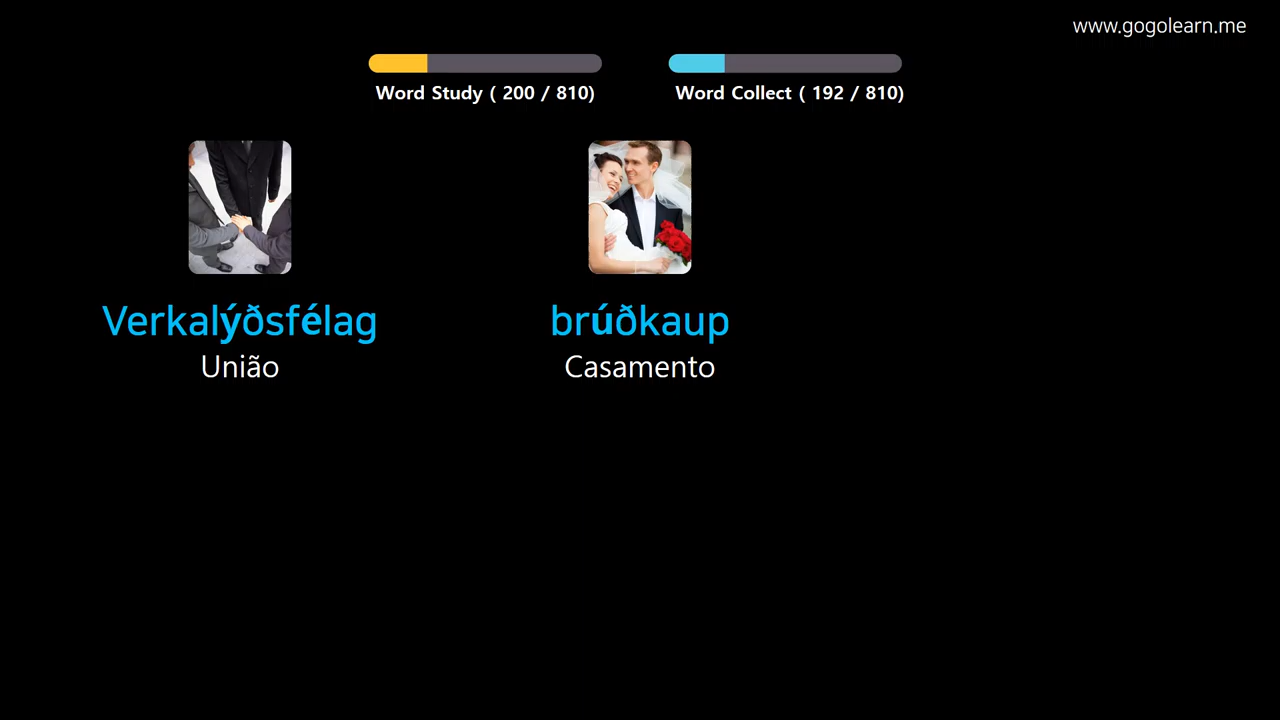 www.gogolearn.me
Word Study ( 200 / 810)
Word Collect ( 192 / 810)
Verkalýðsfélag
União
brúðkaup
Casamento